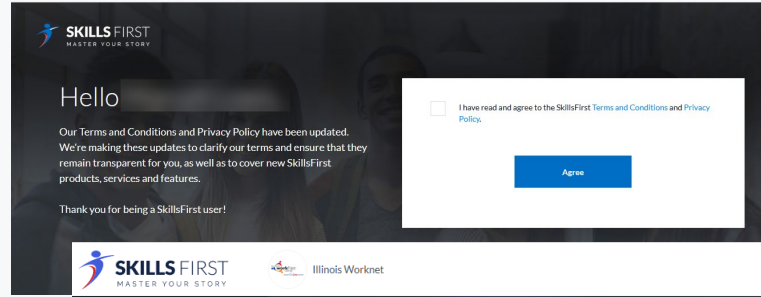 SKILLS FIRST
MASTER YOUR STORY
Hello
I have read and agree to the SkillsFirst Terms and Conditions and Privacy
Policy.
Our Terms and Conditions and Privacy Policy have been updated.
We're making these updates to clarify our terms and ensure that they
remain transparent for you, as well as to cover new SkillsFirst
products, services and features.
Agree
Thank you for being a SkillsFirst user!
SKILLS FIRST
MASTER YOUR STORY
Illinois Worknet